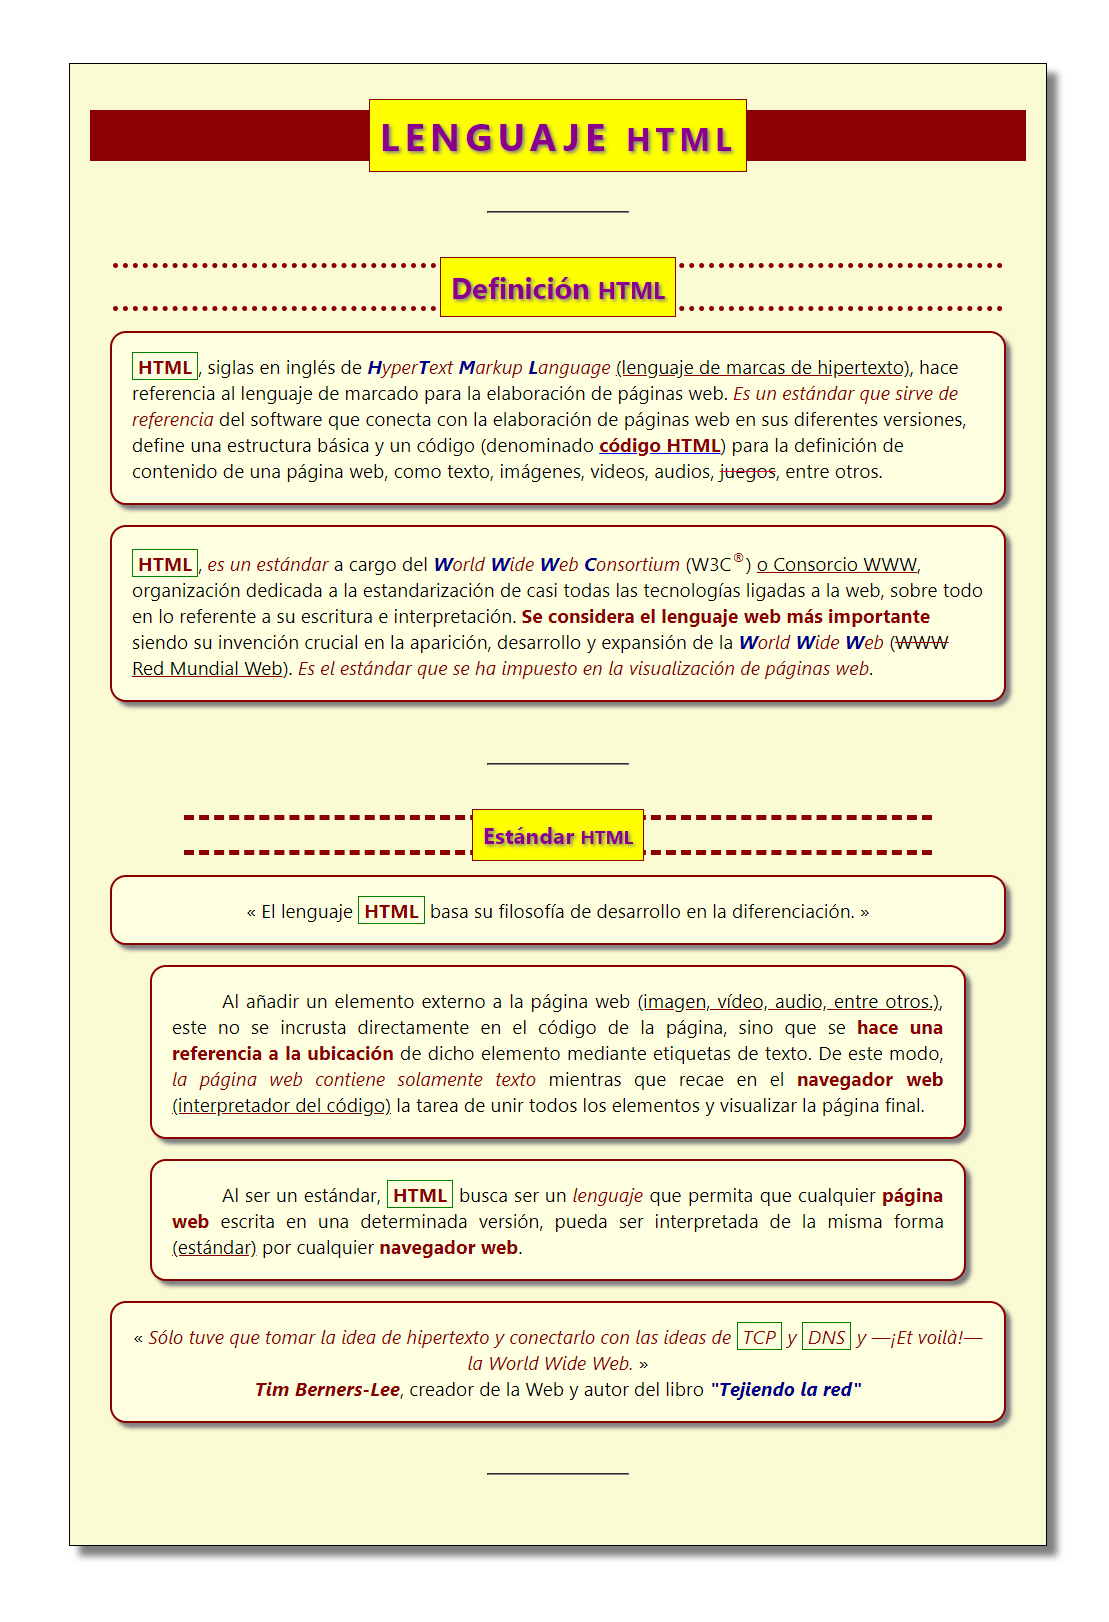 LENGUAJE HTML
Definición HTML
HTML, siglas en inglés de HyperText Markup Language (lenguaje de marcas de hipertexto), hace
referencia al lenguaje de marcado para la elaboración de páginas web. Es un estándar que sirve de
referencia del software que conecta con la elaboración de páginas web en sus diferentes versiones,
define una estructura básica y un código (denominado código HTML) para la definición de
contenido de una página web, como texto, imágenes, videos, audios, juegos, entre otros.
HTML, es un estándar a cargo del World Wide Web Consortium (W3C®) o Consorcio WWW,
organización dedicada a la estandarización de casi todas las tecnologías ligadas a la web, sobre todo
en lo referente a su escritura e interpretación. Se considera el lenguaje web más importante
siendo su invención crucial en la aparición, desarrollo y expansión de la World Wide Web (WWW
Red Mundial Web). Es el estándar que se ha impuesto en la visualización de páginas web.
Estándar HTML
« El lenguaje HTML basa su filosofía de desarrollo en la diferenciación. »
Al añadir un elemento externo a la página web (imagen, vídeo, audio, entre otros.),
este no se incrusta directamente en el código de la página, sino que se hace una
referencia a la ubicación de dicho elemento mediante etiquetas de texto. De este modo,
la página web contiene solamente texto mientras que recae en el navegador web
(interpretador del código) la tarea de unir todos los elementos y visualizar la página final.
Al ser un estándar, HTML busca ser un lenguaje que permita que cualquier página
web escrita en una determinada versión, pueda ser interpretada de la misma forma
(estándar) por cualquier navegador web.
« Sólo tuve que tomar la idea de hipertexto y conectarlo con las ideas de TCP y DNS y —¡Et voilà!—
la World Wide Web. »
Tim Berners-Lee, creador de la Web y autor del libro "Tejiendo la red"